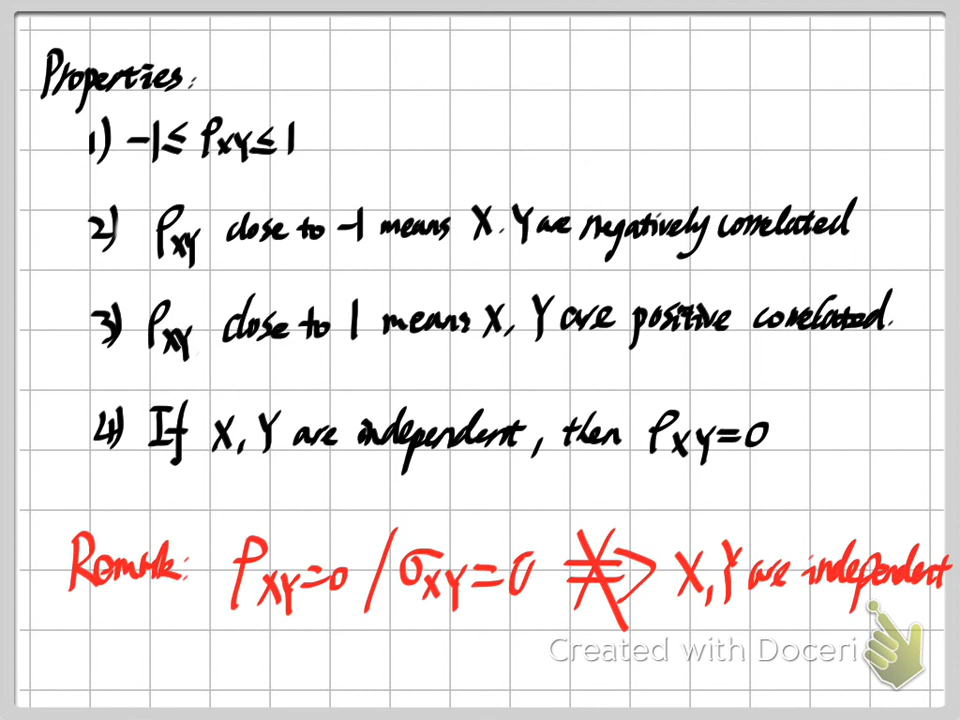 Properties:
1) -1 ≤ ρXY ≤ 1
2) ρXY close to -1 means X, Y are negatively correlated
3) ρXY close to 1 means X, Y are positive correlated.
4) If X, Y are independent, then ρXY = 0
Remark: ρXY = 0 / σXY = 0 ⇏ X, Y are independent
Created with Doceri